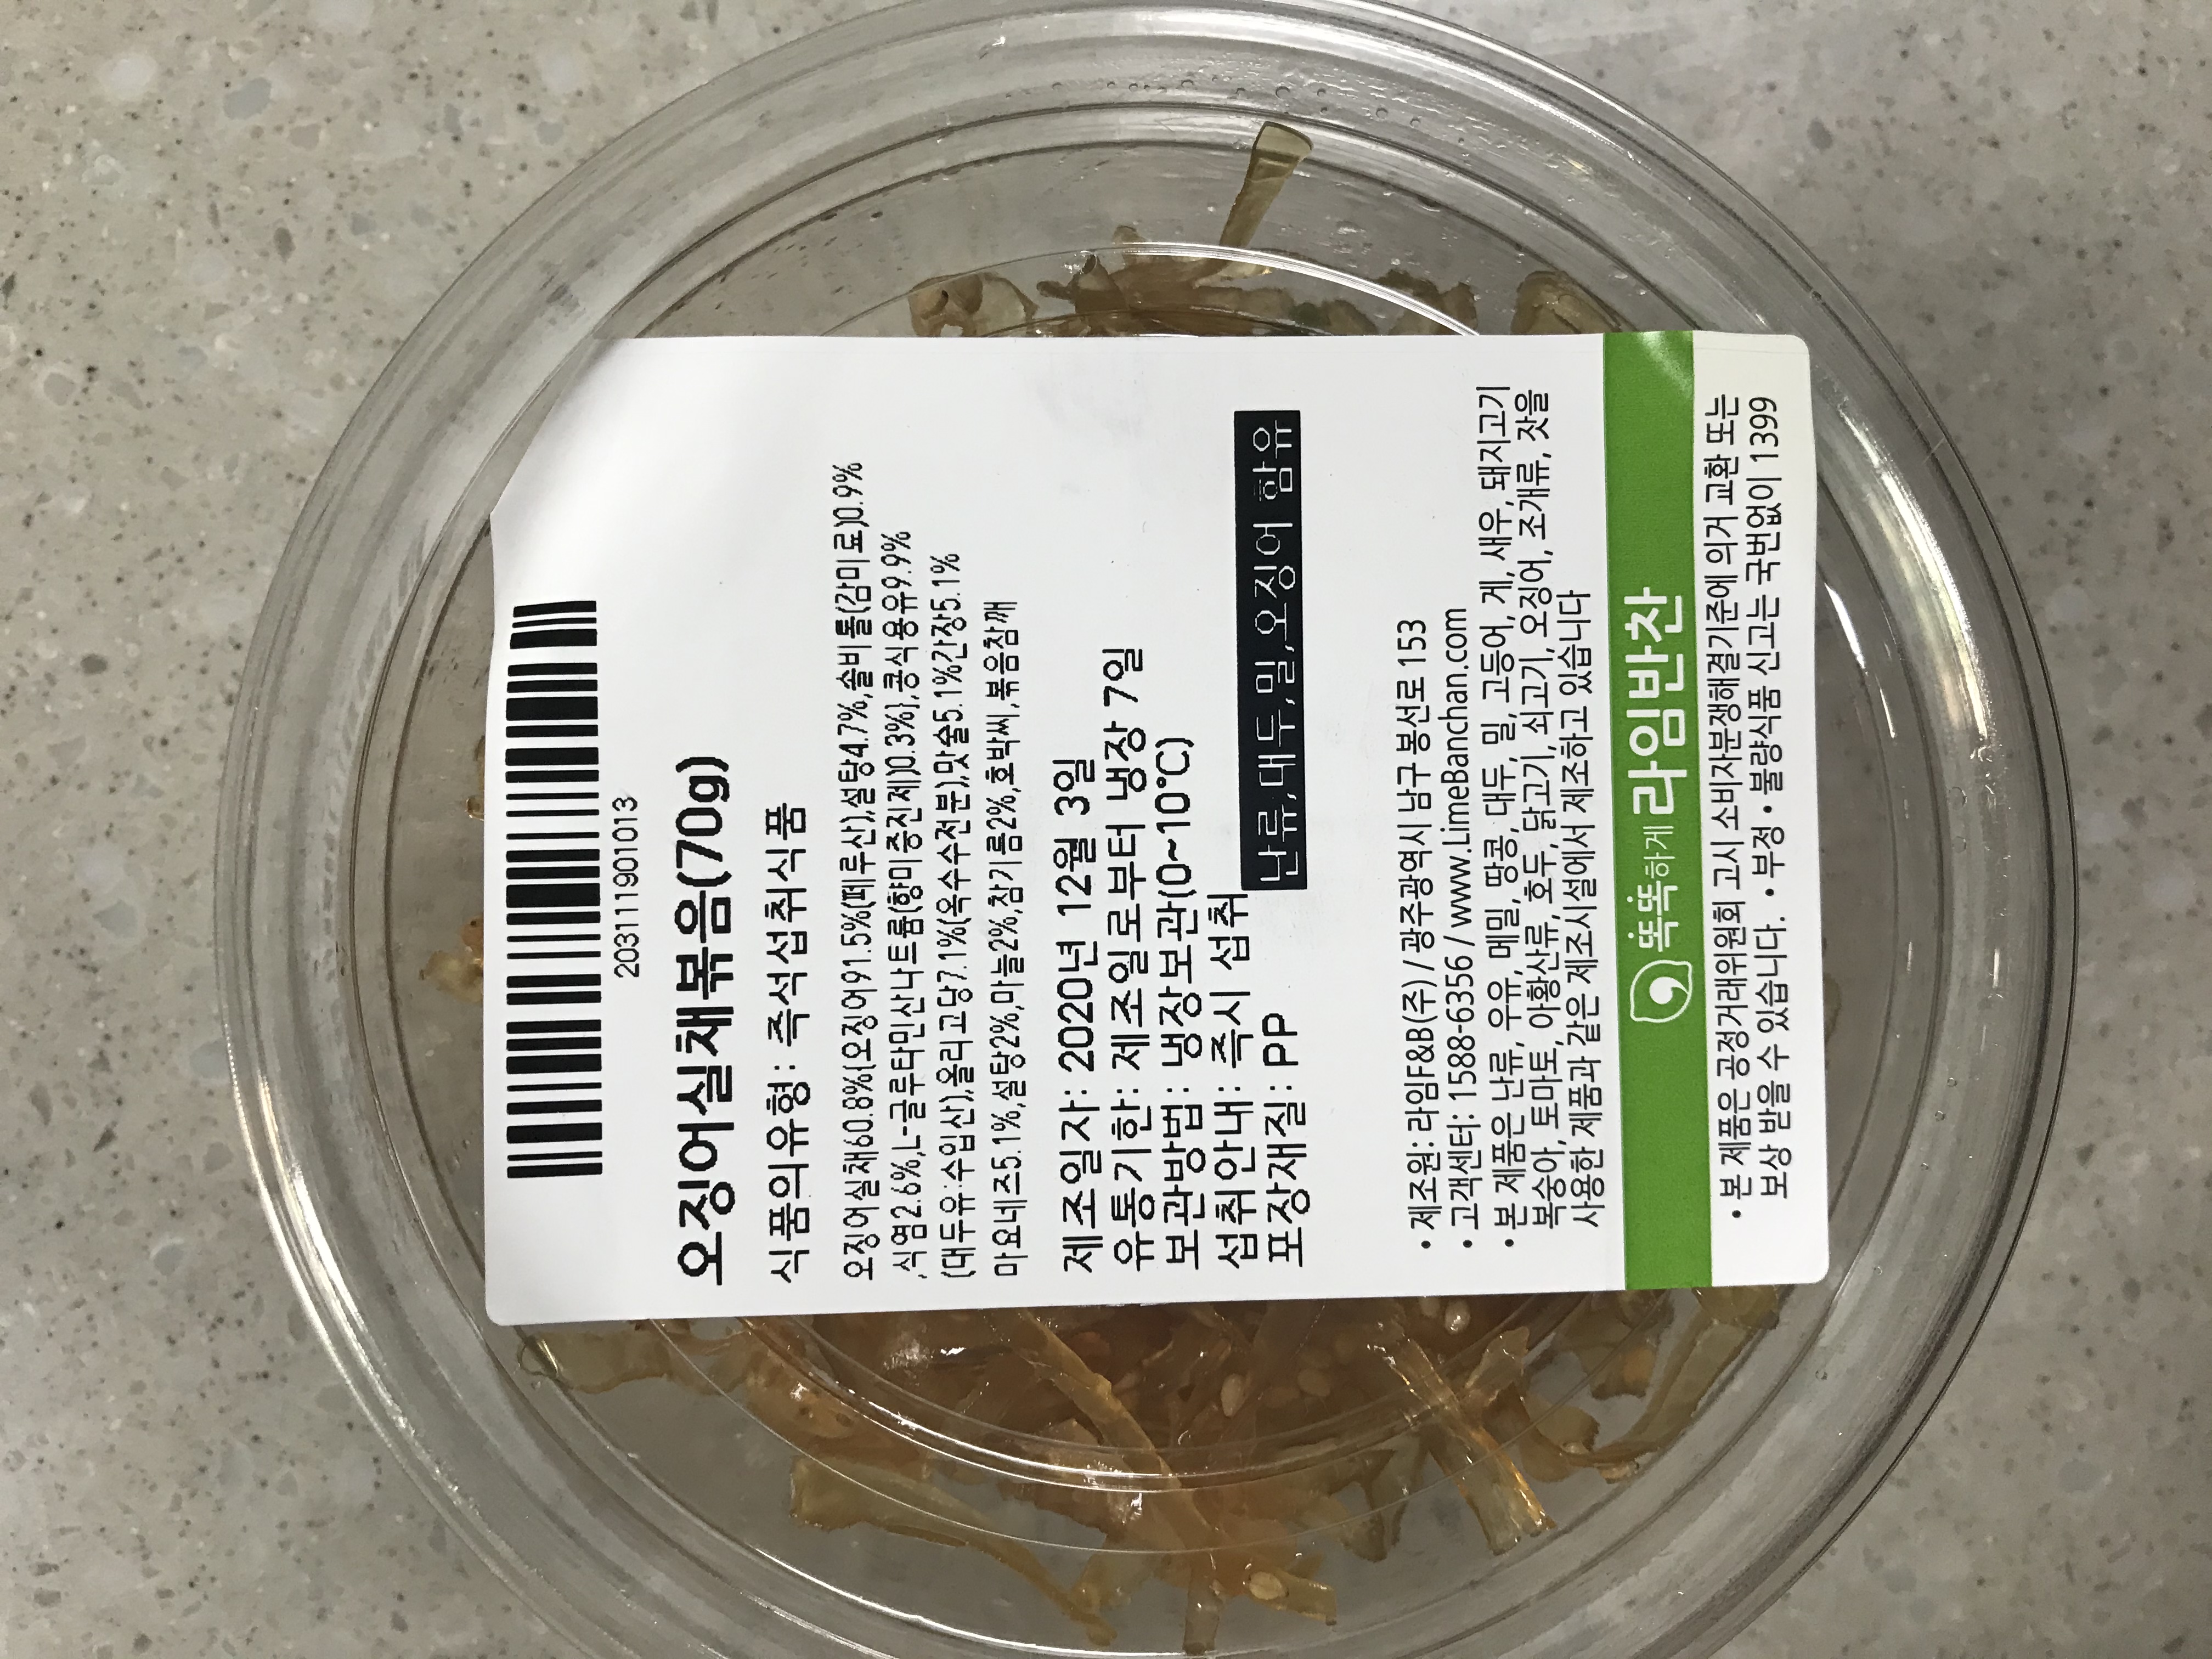 2031119010​13
오징어실채볶음(70g)
식품의유형: 즉석섭취식품
오징어실채60.8%(오징어91.5%(페루산),설탕4.7%,솔비톨(감미료)0.9%
,식염2.6%,L-글루타민산나트륨(향미증진제)0.3%},콩식용유9.9%
(대두유:수입산),올리고당7.1%(옥수수전분),맛술5.1%간장5.1%
마요네즈5.1%,설탕2%,마늘2%,참기름2%,호박씨,볶음참깨
제조일자: 2020년 12월 3일
유통기한: 제조일로부터 냉장 7일
보관방법: 냉장보관(0~10℃)
섭취안내: 즉시 섭취
포장재질: PP
난류,대두,밀,오징어 함유
• 제조원: 라임F&B(주) / 광주광역시 남구 봉선로 153
• 고객센터: 1588-6356 / www.LimeBanchan.com
• 본 제품은 난류, 우유, 메밀, 땅콩, 대두, 밀, 고등어, 게, 새우, 돼지고기
복숭아, 토마토, 아황산류, 호두, 닭고기, 쇠고기, 오징어, 조개류, 잣을
사용한 제품과 같은 제조시설에서 제조하고 있습니다
똑똑하게 라임반찬
• 본 제품은 공정거래위원회 고시 소비자분쟁해결기준에 의거 교환 또는
보상 받을 수 있습니다. • 부정 • 불량식품 신고는 국번없이 1399